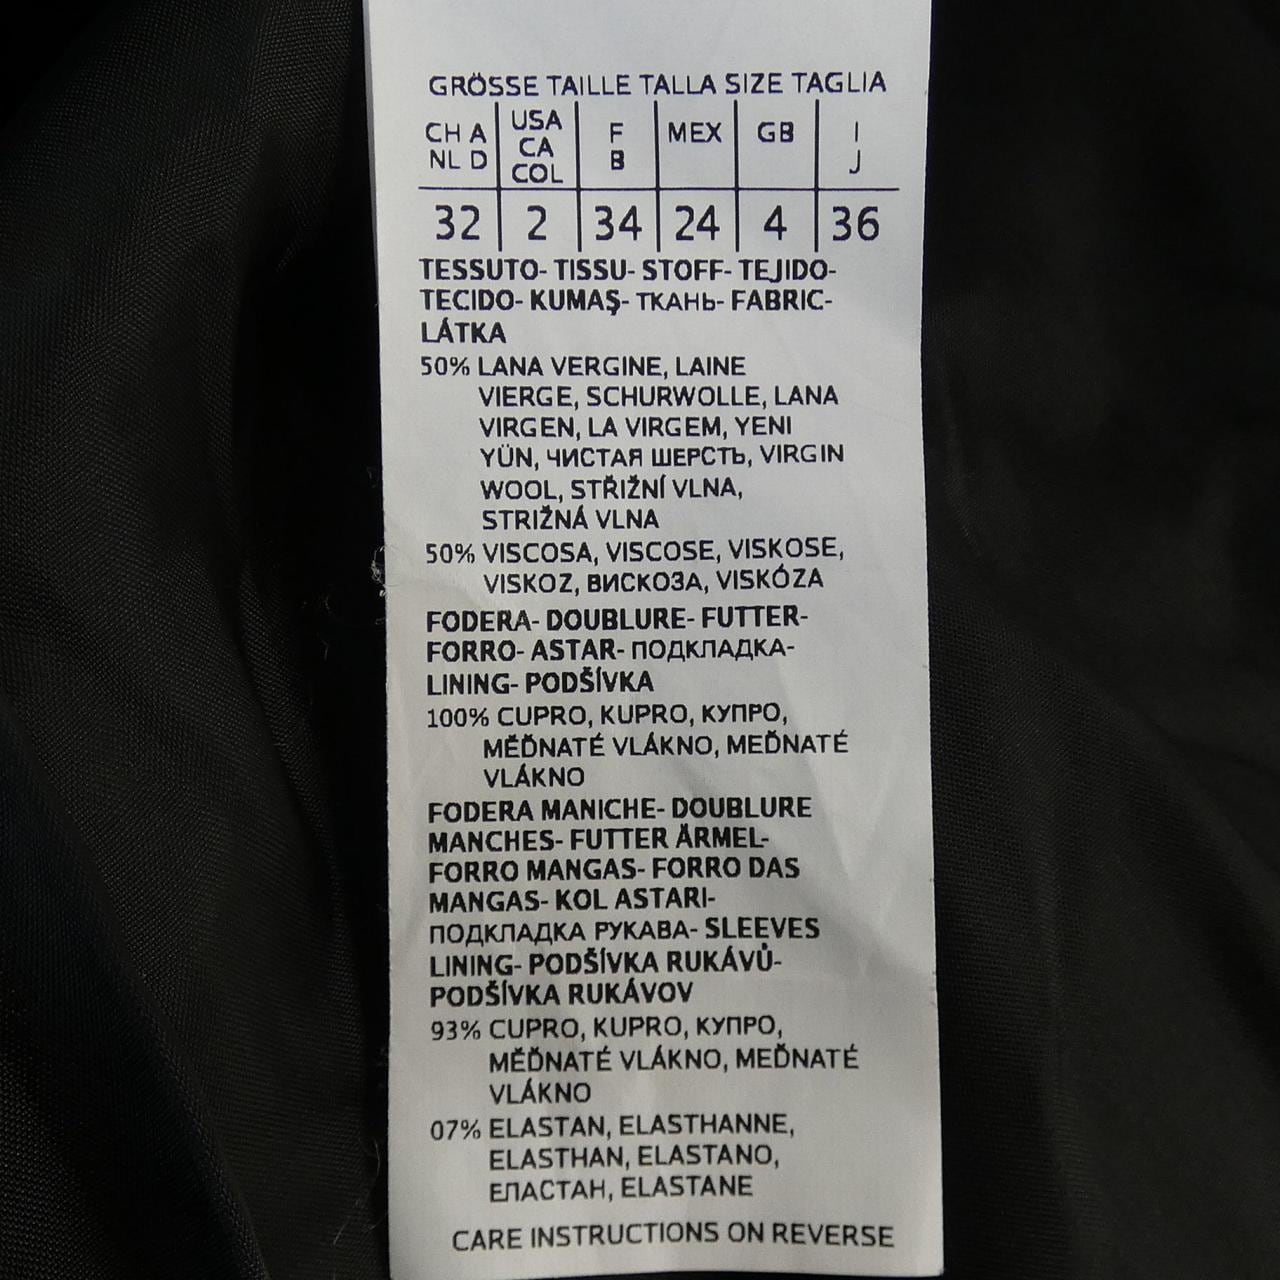 GRÖSSE TAILLE TALLA SIZE TAGLIA
CH A NL D | USA CA COL | F B | MEX | GB | I J
32 | 2 | 34 | 24 | 4 | 36
TESSUTO- TISSU- STOFF- TEJIDO-
TECIDO- KUMAŞ- ТКАНЬ- FABRIC-
LÁTKA
50% LANA VERGINE, LAINE
VIERGE, SCHURWOLLE, LANA
VIRGEN, LA VIRGEM, YENI
YÜN, ЧИСТАЯ ШЕРСТЬ, VIRGIN
WOOL, STŘIŽNÍ VLNA,
STRIŽNÁ VLNA
50% VISCOSA, VISCOSE, VISKOSE,
VISKOZ, ВИСКОЗА, VISKÓZA
FODERA- DOUBLURE- FUTTER-
FORRO- ASTAR- ПОДКЛАДКА-
LINING- PODŠÍVKA
100% CUPRO, KUPRO, КУПРО,
MĚĎNATÉ VLÁKNO, MEĎNATÉ
VLÁKNO
FODERA MANICHE- DOUBLURE
MANCHES- FUTTER ÄRMEL-
FORRO MANGAS- FORRO DAS
MANGAS- KOL ASTARI-
ПОДКЛАДКА РУКАВА- SLEEVES
LINING- PODŠÍVKA RUKÁVŮ-
PODŠÍVKA RUKÁVOV
93% CUPRO, KUPRO, КУПРО,
MĚĎNATÉ VLÁKNO, MEĎNATÉ
VLÁKNO
07% ELASTAN, ELASTHANNE,
ELASTHAN, ELASTANO,
ЕЛАСТАН, ELASTANE
CARE INSTRUCTIONS ON REVERSE